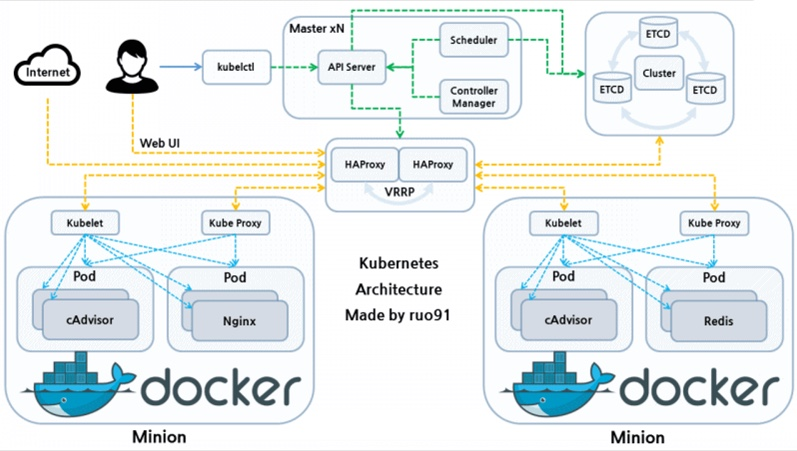 Internet
kubelctl
Master xN
API Server
Scheduler
Controller
Manager
ETCD
ETCD
Cluster
ETCD
Web UI
HAProxy
HAProxy
VRRP
Kubelet
Kube Proxy
Pod
cAdvisor
Pod
Nginx
docker
Minion
Kubernetes
Architecture
Made by ruo91
Kubelet
Kube Proxy
Pod
cAdvisor
Pod
Redis
docker
Minion